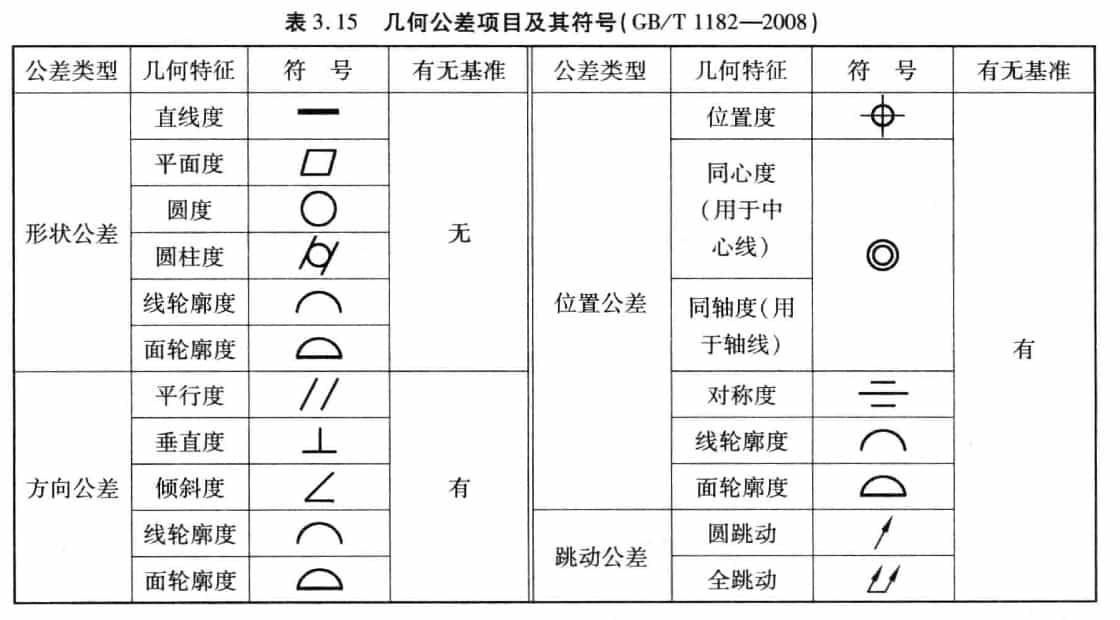 表 3.15 几何公差项目及其符号(GB/T 1182—2008)
公差类型 几何特征 符 号 有无基准 公差类型 几何特征 符 号 有无基准
形状公差 直线度 无
平面度
圆度
圆柱度
线轮廓度
面轮廓度
方向公差 平行度 有
垂直度
倾斜度
线轮廓度
面轮廓度
位置公差 位置度 有
同心度
(用于中
心线)
同轴度(用
于轴线)
对称度
线轮廓度
面轮廓度
跳动公差 圆跳动
全跳动